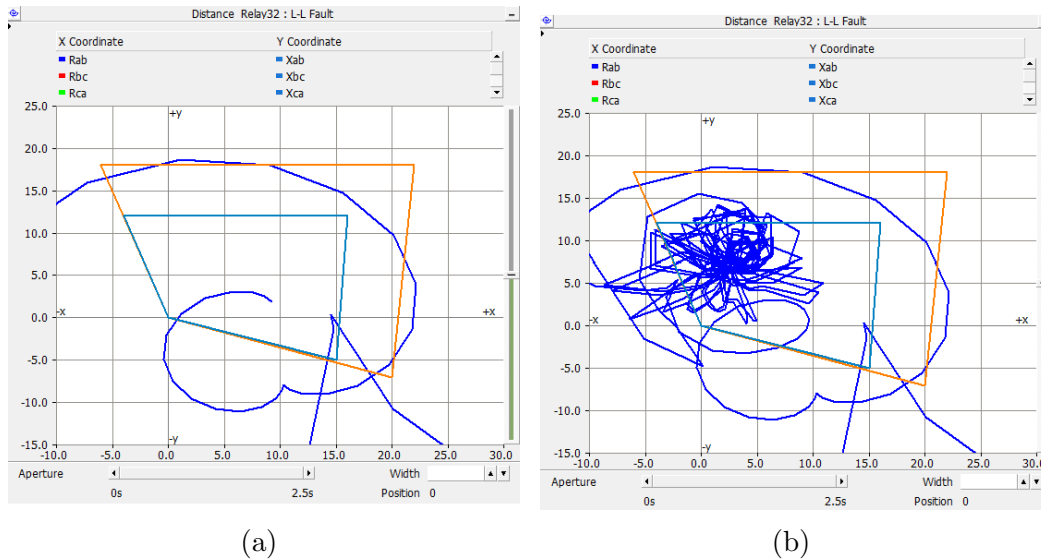 Distance Relay32 : L-L Fault
X Coordinate Y Coordinate
Rab Xab
Rbc Xbc
Rca Xca
25.0
+y
20.0
15.0
10.0
5.0
0.0
-x +x
-5.0
-10.0
-15.0
-y
-10.0 -5.0 0.0 5.0 10.0 15.0 20.0 25.0 30.0
Aperture Width
0s 2.5s Position 0
(a)
Distance Relay32 : L-L Fault
X Coordinate Y Coordinate
Rab Xab
Rbc Xbc
Rca Xca
25.0
+y
20.0
15.0
10.0
5.0
0.0
-x +x
-5.0
-10.0
-15.0
-y
-10.0 -5.0 0.0 5.0 10.0 15.0 20.0 25.0 30.0
Aperture Width
0s 2.5s Position 0
(b)